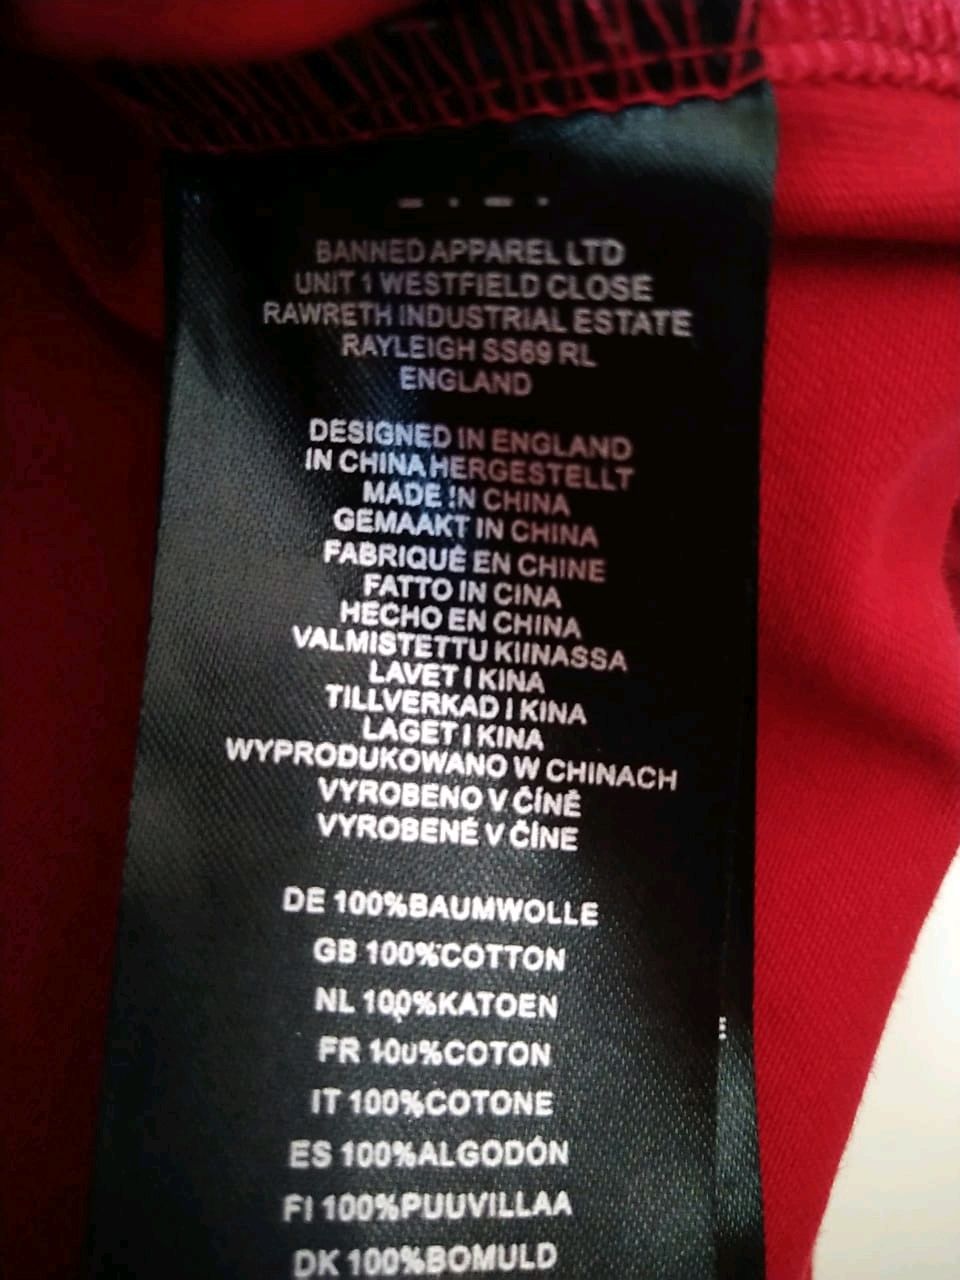 BANNED APPAREL LTD
UNIT 1 WESTFIELD CLOSE
RAWRETH INDUSTRIAL ESTATE
RAYLEIGH SS69 RL
ENGLAND
DESIGNED IN ENGLAND
IN CHINA HERGESTELLT
MADE IN CHINA
GEMAAKT IN CHINA
FABRIQUÉ EN CHINE
FATTO IN CINA
HECHO EN CHINA
VALMISTETTU KIINASSA
LAVET I KINA
TILLVERKAD I KINA
LAGET I KINA
WYPRODUKOWANO W CHINACH
VYROBENO V ČÍNĚ
VYROBENÉ V ČÍNE
DE 100%BAUMWOLLE
GB 100%COTTON
NL 100%KATOEN
FR 100%COTON
IT 100%COTONE
ES 100%ALGODÓN
FI 100%PUUVILLAA
DK 100%BOMULD